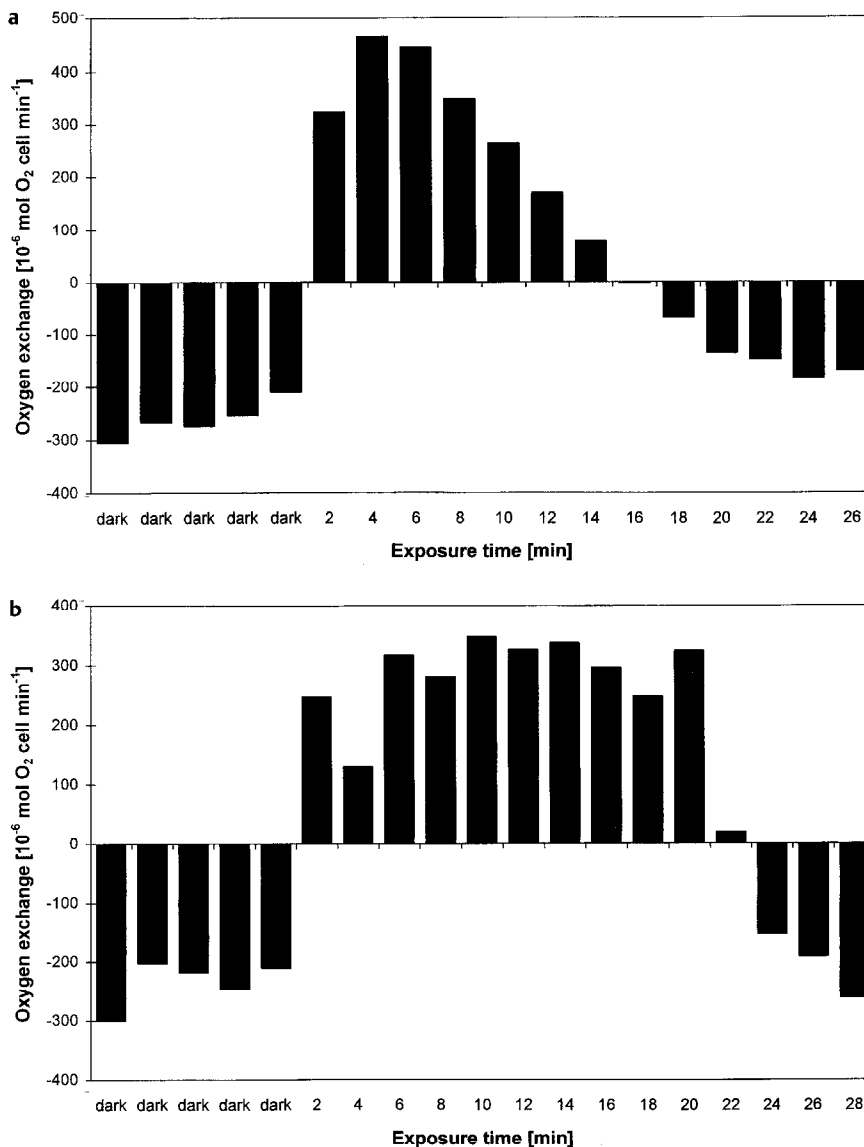 a
Oxygen exchange [10⁻⁶ mol O₂ cell min⁻¹]
500
400
300
200
100
0
-100
-200
-300
-400
dark dark dark dark dark 2 4 6 8 10 12 14 16 18 20 22 24 26
Exposure time [min]
b
Oxygen exchange [10⁻⁶ mol O₂ cell min⁻¹]
400
300
200
100
0
-100
-200
-300
-400
dark dark dark dark dark 2 4 6 8 10 12 14 16 18 20 22 24 26 28
Exposure time [min]